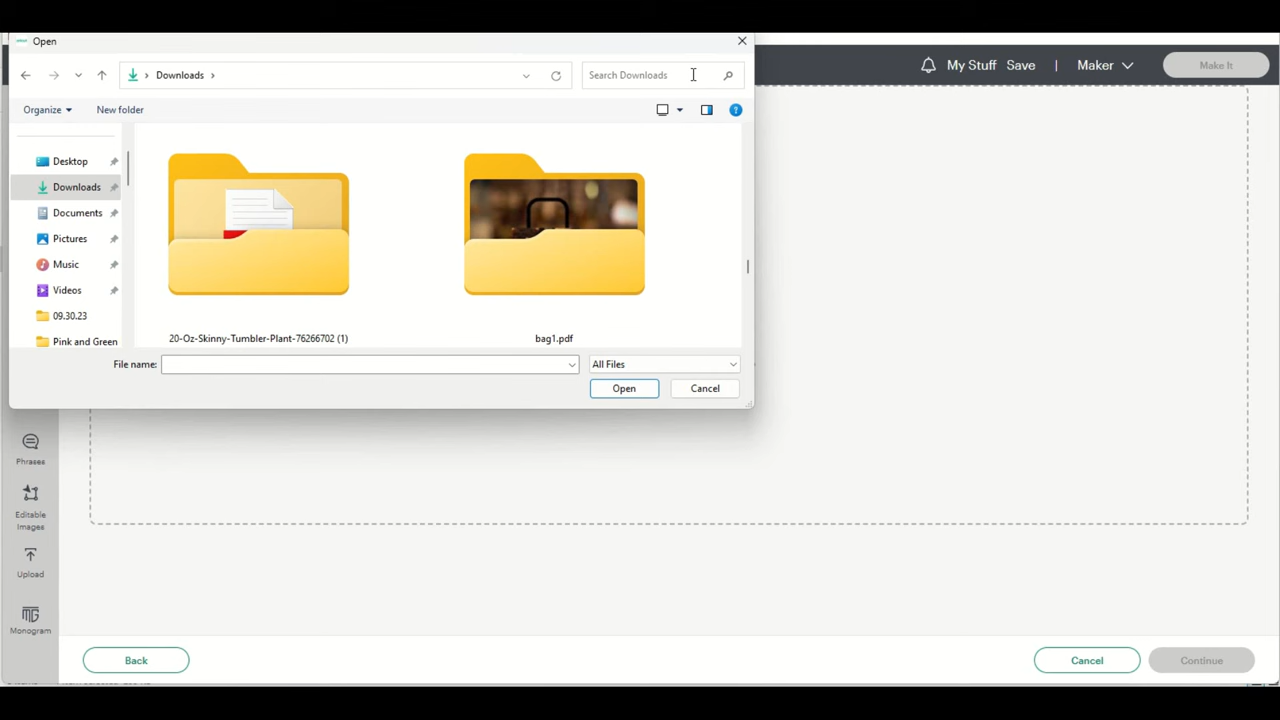 Open
Downloads
Search Downloads
My Stuff
Save
|
Maker
Make It
Organize
New folder
Desktop
Downloads
Documents
Pictures
Music
Videos
09.30.23
Pink and Green
20-Oz-Skinny-Tumbler-Plant-76266702 (1)
bag1.pdf
File name:
All Files
Open
Cancel
Phrases
Editable
Images
Upload
Monogram
Back
Cancel
Continue